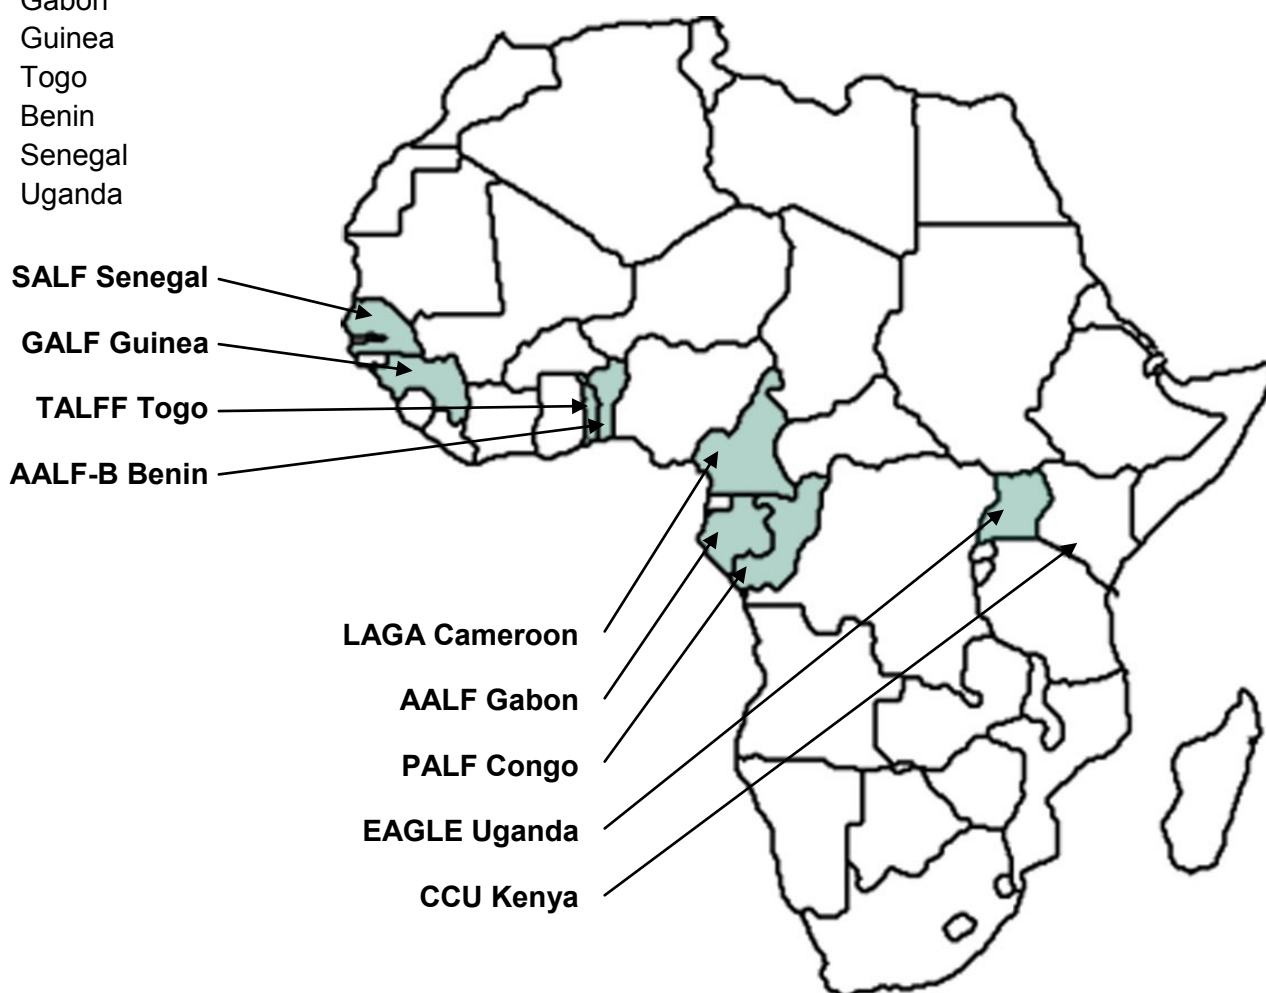 Gabon
Guinea
Togo
Benin
Senegal
Uganda
SALF Senegal
GALF Guinea
TALFF Togo
AALF-B Benin
LAGA Cameroon
AALF Gabon
PALF Congo
EAGLE Uganda
CCU Kenya